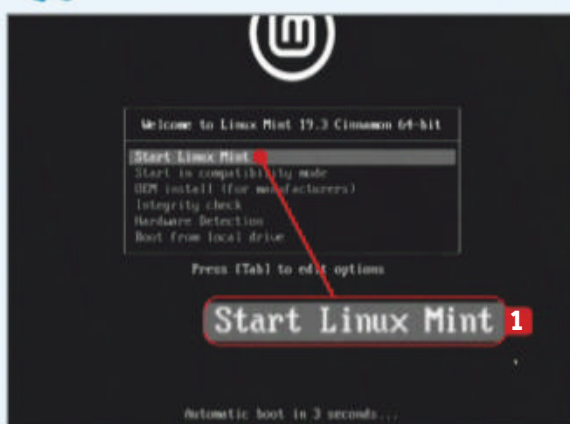 Welcome to Linux Mint 19.3 Cinnamon 64-bit
Start Linux Mint
Start in compatibility mode
OEM install (for manufacturers)
Integrity check
Hardware Detection
Boot from local drive
Press [Tab] to edit options
Start Linux Mint 1
Automatic boot in 3 seconds...